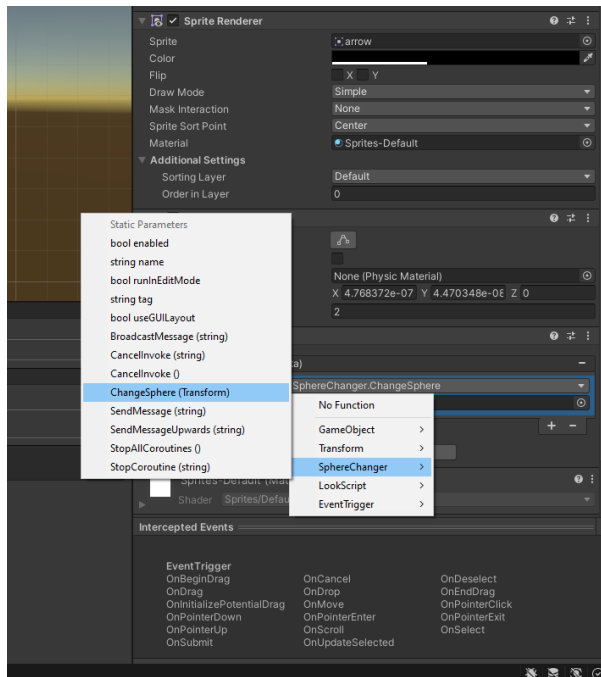 Sprite Renderer
Sprite arrow
Color
Flip X Y
Draw Mode Simple
Mask Interaction None
Sprite Sort Point Center
Material Sprites-Default
Additional Settings
Sorting Layer Default
Order in Layer 0
None (Physic Material)
X 4.768372e-07 Y 4.470348e-08 Z 0
2
Static Parameters
bool enabled
string name
bool runInEditMode
string tag
bool useGUILayout
BroadcastMessage (string)
CancelInvoke (string)
CancelInvoke ()
ChangeSphere (Transform)
SendMessage (string)
SendMessageUpwards (string)
StopAllCoroutines ()
StopCoroutine (string)
SphereChanger.ChangeSphere
No Function
GameObject
Transform
SphereChanger
LookScript
EventTrigger
Sprites-Default (Mat
Shader Sprites/Defau
Intercepted Events
EventTrigger
OnBeginDrag OnCancel OnDeselect
OnDrag OnDrop OnEndDrag
OnInitializePotentialDrag OnMove OnPointerClick
OnPointerDown OnPointerEnter OnPointerExit
OnPointerUp OnScroll OnSelect
OnSubmit OnUpdateSelected